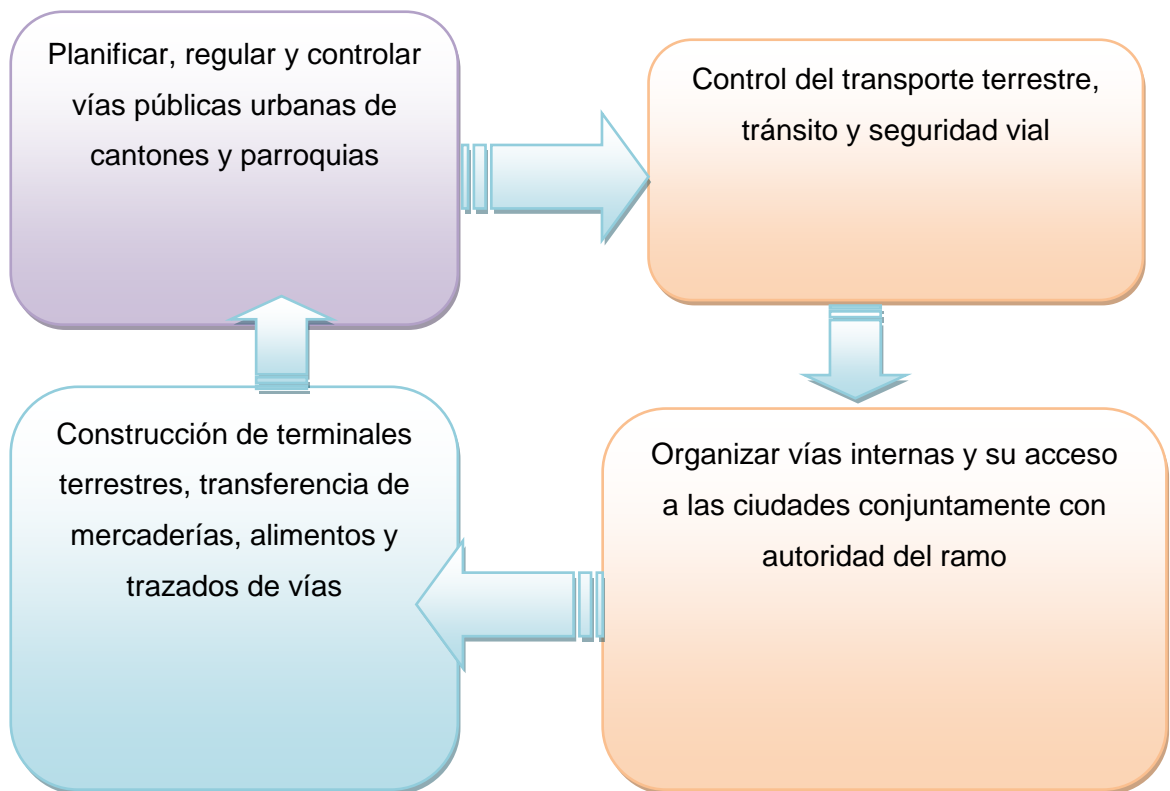 Planificar, regular y controlar
vías públicas urbanas de
cantones y parroquias
Control del transporte terrestre,
tránsito y seguridad vial
Organizar vías internas y su acceso
a las ciudades conjuntamente con
autoridad del ramo
Construcción de terminales
terrestres, transferencia de
mercaderías, alimentos y
trazados de vías